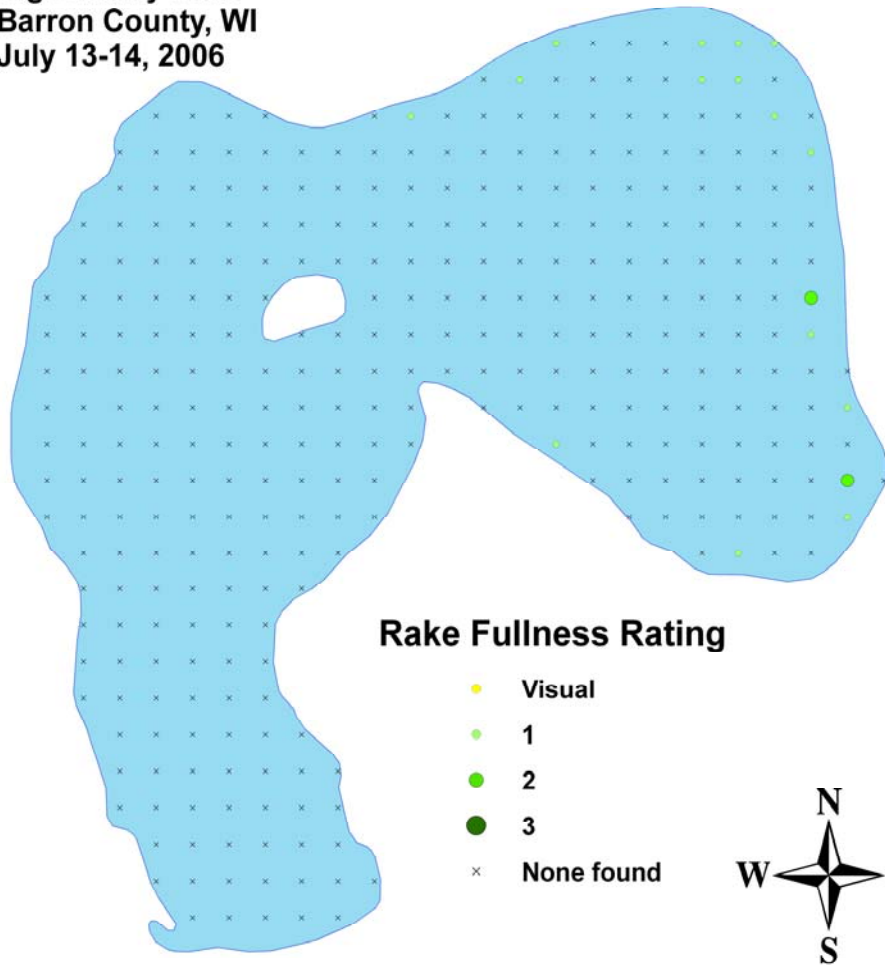 Barron County, WI
July 13-14, 2006
Rake Fullness Rating
Visual
1
2
3
None found
N
W
S